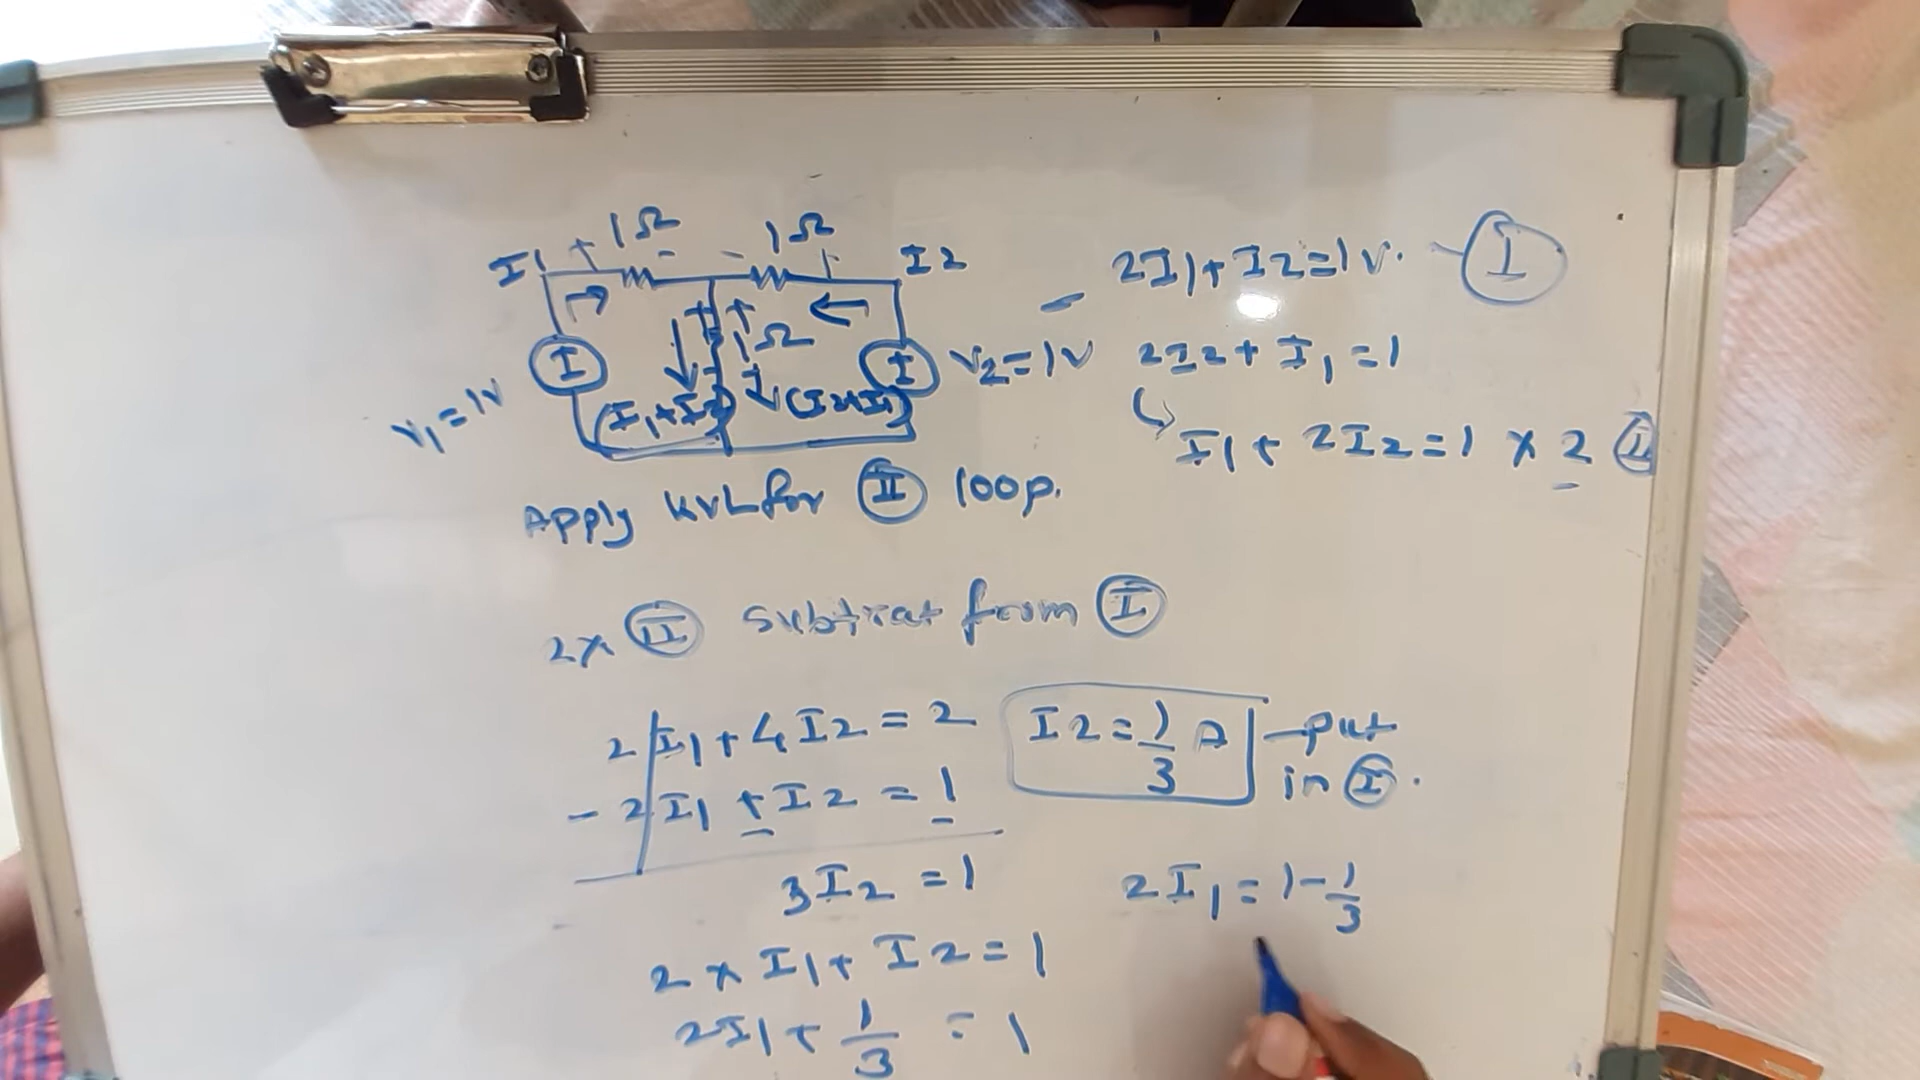 1Ω 1Ω
I1 + - - + I2
+ + 1Ω
V1=1V I I V2=1V
(I1+I2) (I2+I1)
Apply KVL for II loop.
2I1+I2=1V. - I
2I2+I1=1
I1+2I2=1 x 2 II
2x II subtrat from I
2I1+4I2=2
- 2I1+I2=1
-  -
3I2=1
2xI1+I2=1
2I1+1/3=1
I2=1/3 A - put
in I.
2I1=1-1/3